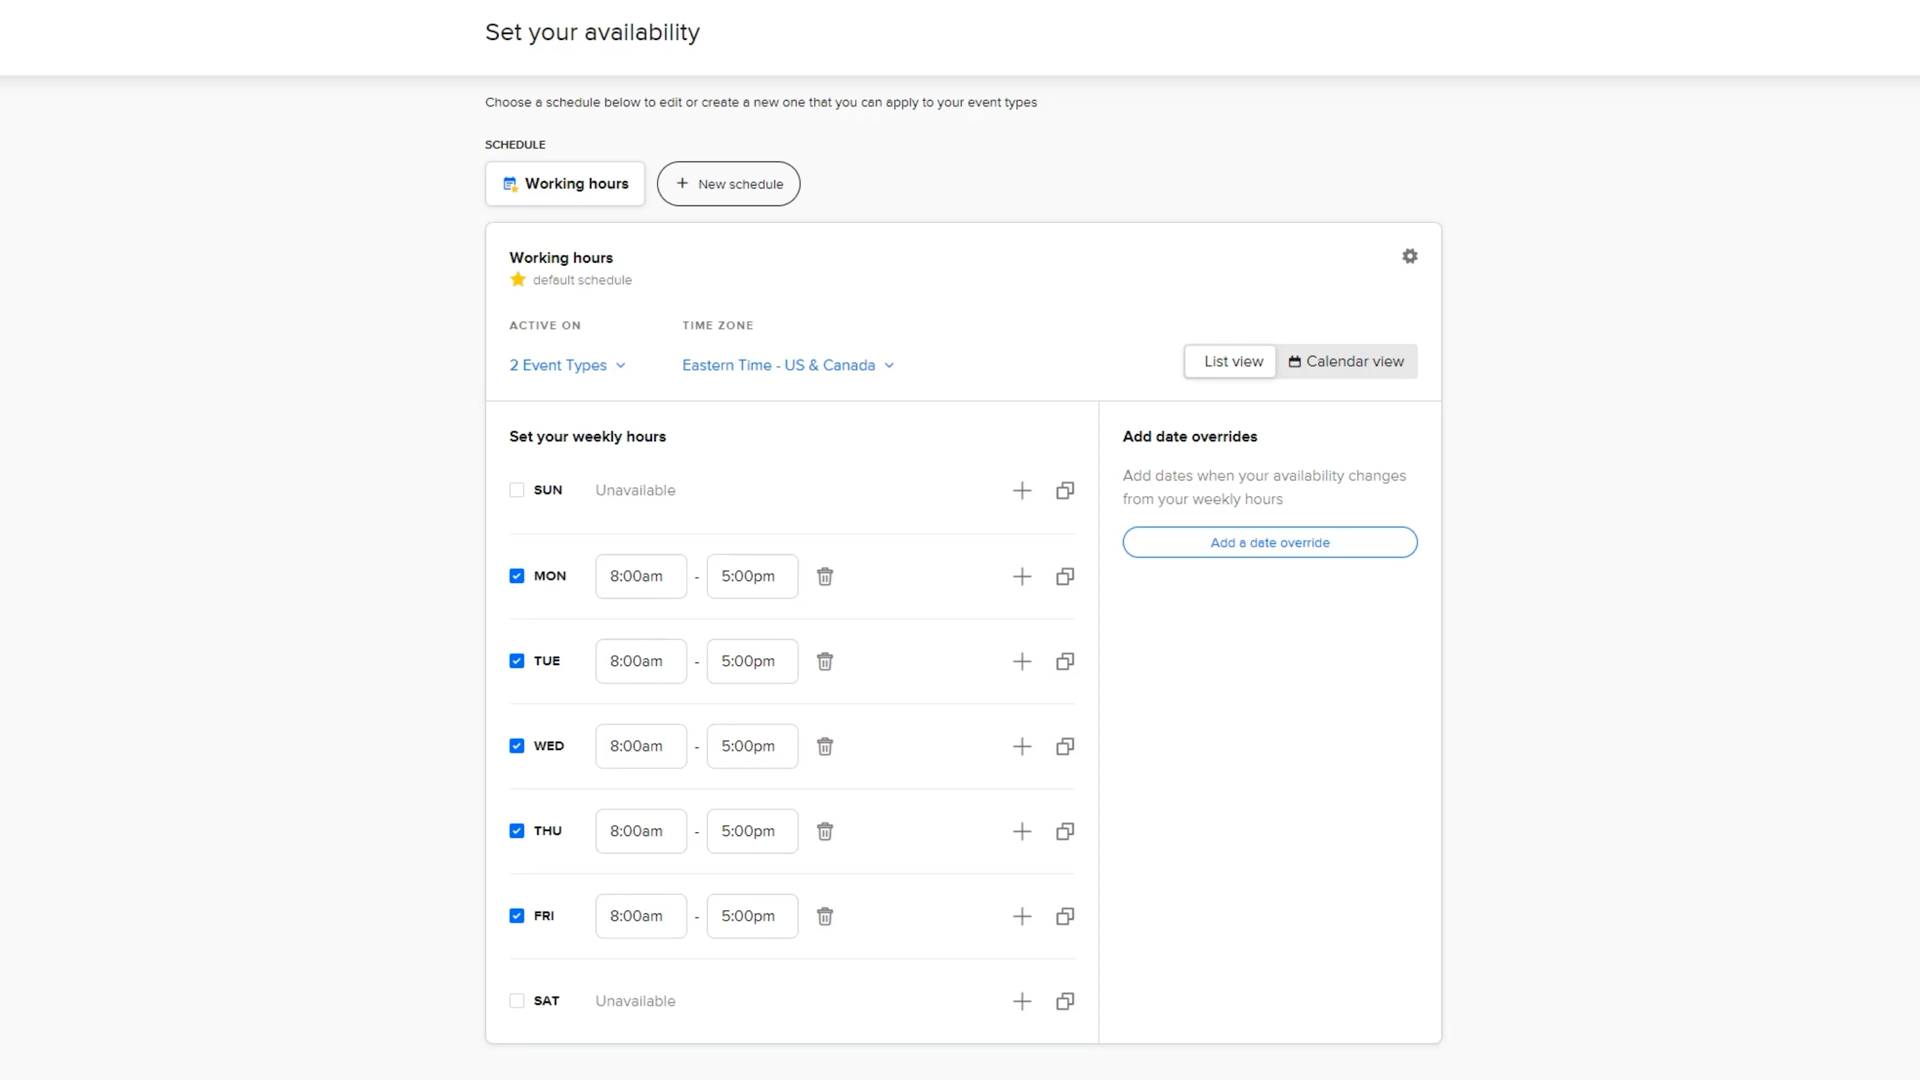 Set your availability
Choose a schedule below to edit or create a new one that you can apply to your event types
SCHEDULE
Working hours
New schedule
Working hours
default schedule
ACTIVE ON
TIME ZONE
2 Event Types
Eastern Time - US & Canada
List view
Calendar view
Set your weekly hours
SUN Unavailable
MON 8:00am - 5:00pm
TUE 8:00am - 5:00pm
WED 8:00am - 5:00pm
THU 8:00am - 5:00pm
FRI 8:00am - 5:00pm
SAT Unavailable
Add date overrides
Add dates when your availability changes
from your weekly hours
Add a date override